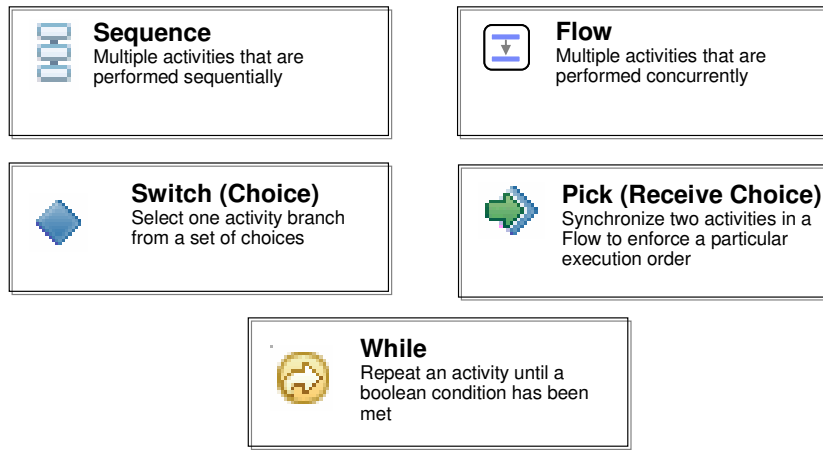 Sequence
Multiple activities that are
performed sequentially
Flow
Multiple activities that are
performed concurrently
Switch (Choice)
Select one activity branch
from a set of choices
Pick (Receive Choice)
Synchronize two activities in a
Flow to enforce a particular
execution order
While
Repeat an activity until a
boolean condition has been
met